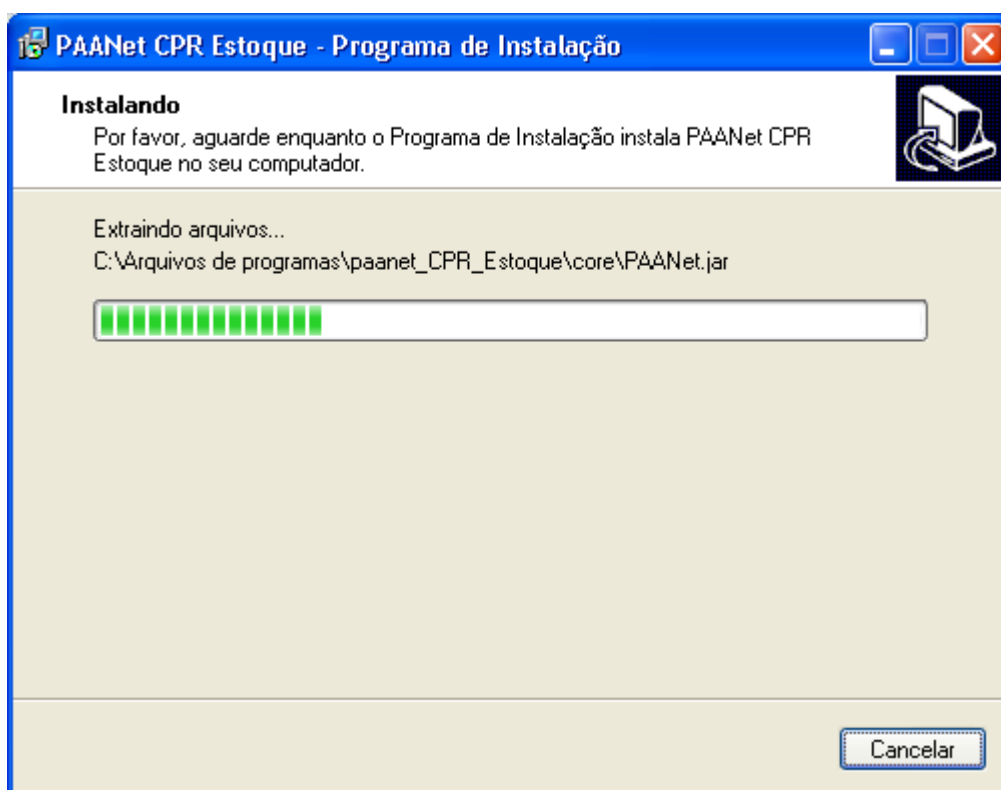 PAANet CPR Estoque - Programa de Instalação
Instalando
Por favor, aguarde enquanto o Programa de Instalação instala PAANet CPR
Estoque no seu computador.
Extraindo arquivos...
C:\Arquivos de programas\paanet_CPR_Estoque\core\PAANet.jar
Cancelar